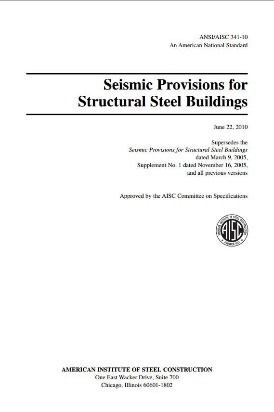 ANSI/AISC 341-10
An American National Standard
Seismic Provisions for
Structural Steel Buildings
June 22, 2010
Supersedes the
Seismic Provisions for Structural Steel Buildings
dated March 9, 2005,
Supplement No. 1 dated November 16, 2005,
and all previous versions
Approved by the AISC Committee on Specifications
AISC
AMERICAN INSTITUTE OF STEEL CONSTRUCTION
One East Wacker Drive, Suite 700
Chicago, Illinois 60601-1802